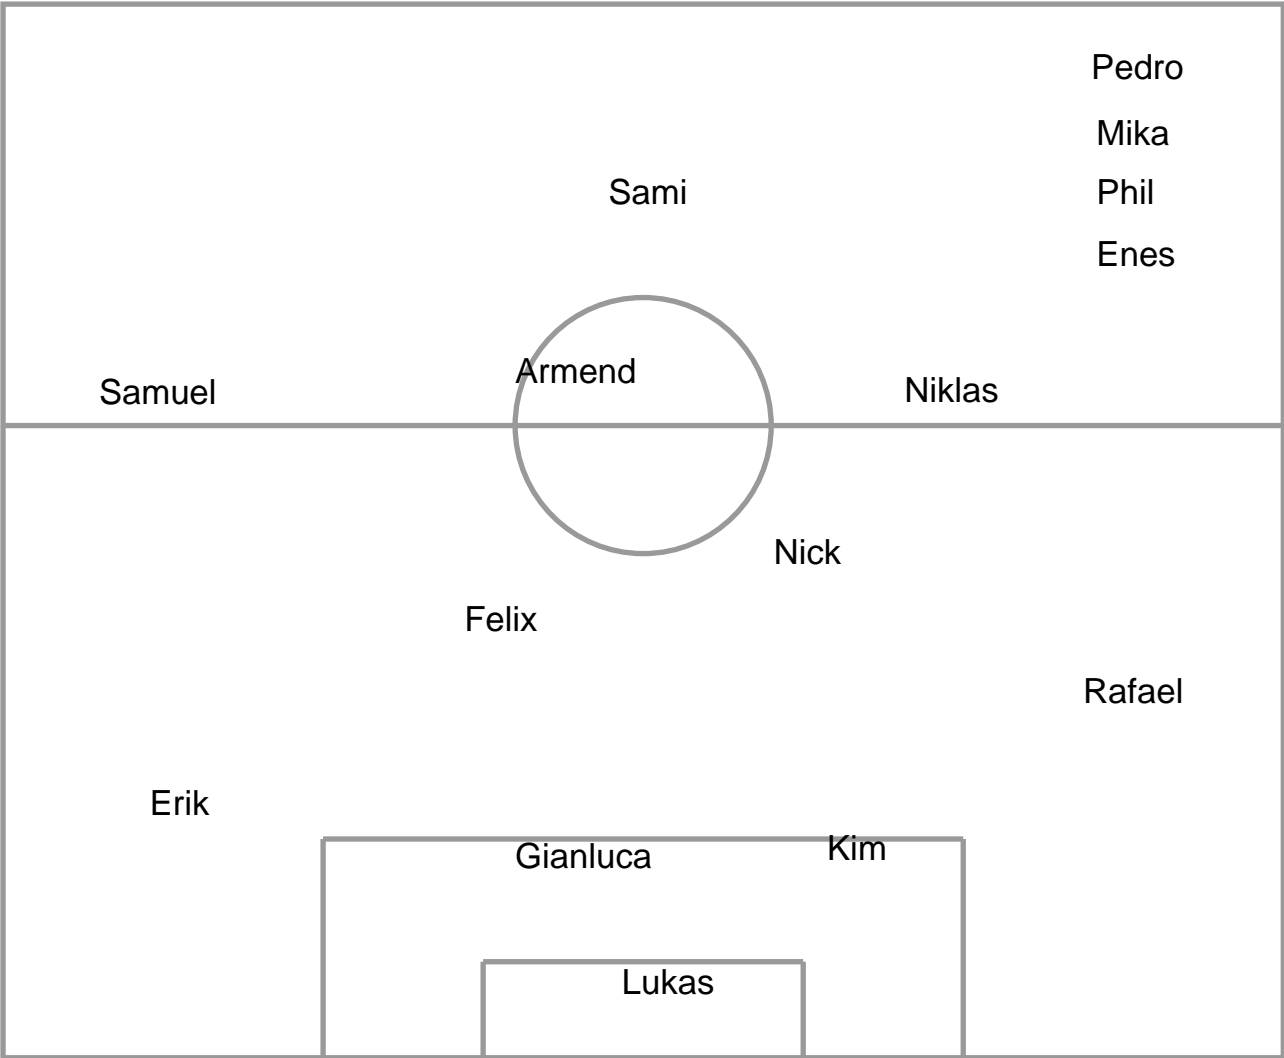 Pedro
Mika
Sami
Phil
Enes
Armend
Samuel
Niklas
Nick
Felix
Rafael
Erik
Gianluca
Kim
Lukas